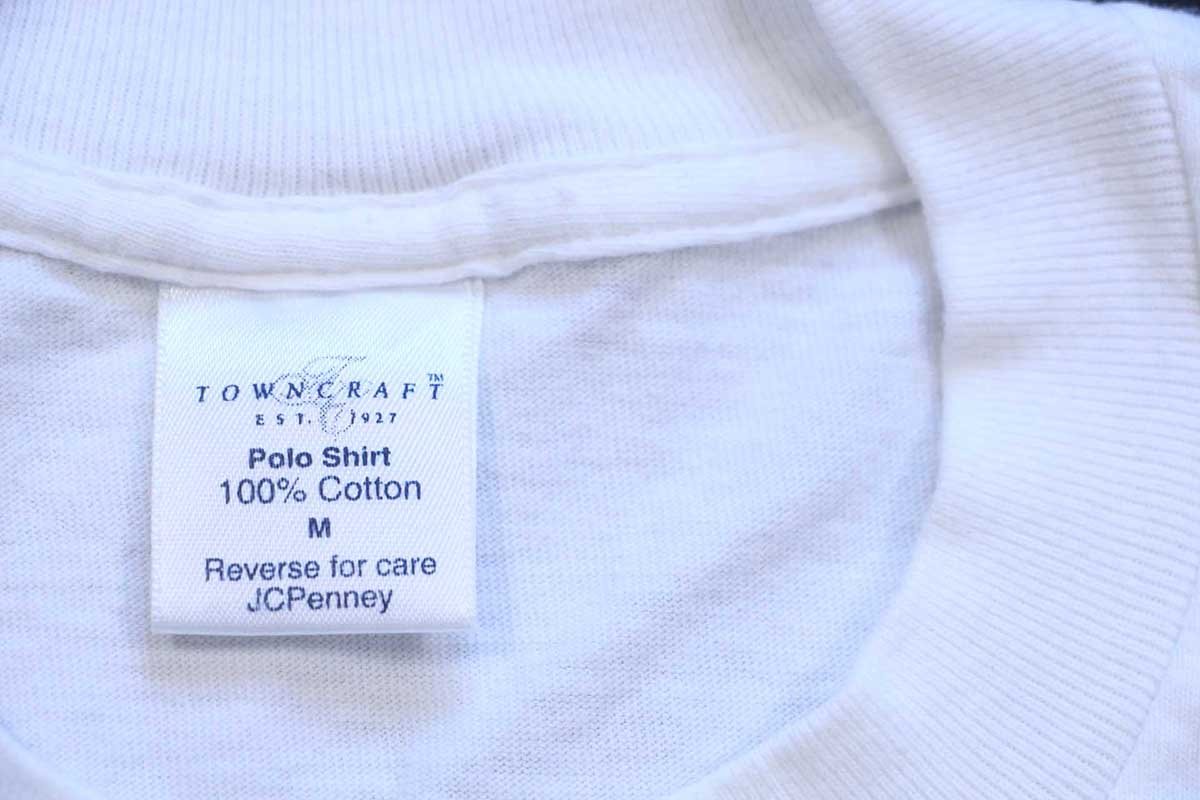 TOWNCRAFT™
EST. 1927
Polo Shirt
100% Cotton
M
Reverse for care
JCPenney